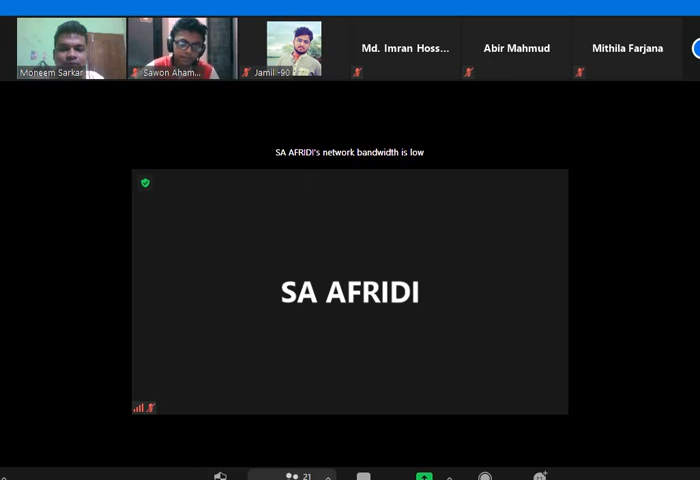 Moneem Sarkar
Sawon Aham...
Jamil -90
Md. Imran Hoss...
Abir Mahmud
Mithila Farjana
SA AFRIDI's network bandwidth is low
SA AFRIDI
21